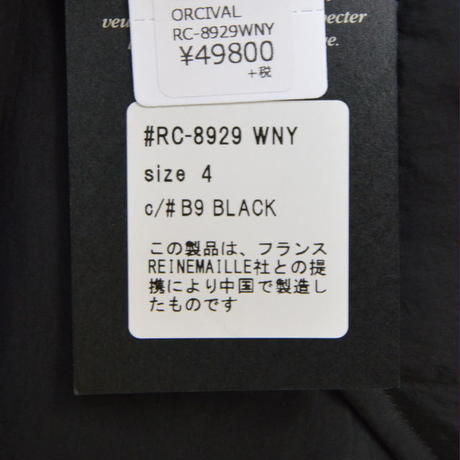 ORCIVAL
RC-8929WNY
¥49800
+税
#RC-8929 WNY
size 4
c/# B9 BLACK
この製品は、フランス
REINEMAILLE社との提
携により中国で製造し
たものです